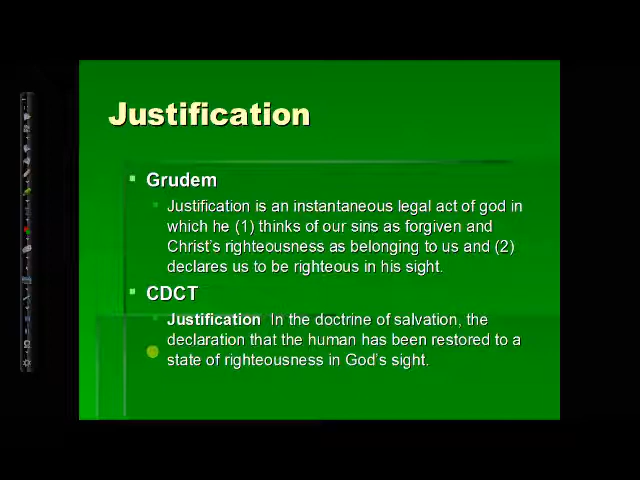 Justification
Grudem
Justification is an instantaneous legal act of god in
which he (1) thinks of our sins as forgiven and
Christ's righteousness as belonging to us and (2)
declares us to be righteous in his sight.
CDCT
Justification In the doctrine of salvation, the
declaration that the human has been restored to a
state of righteousness in God's sight.